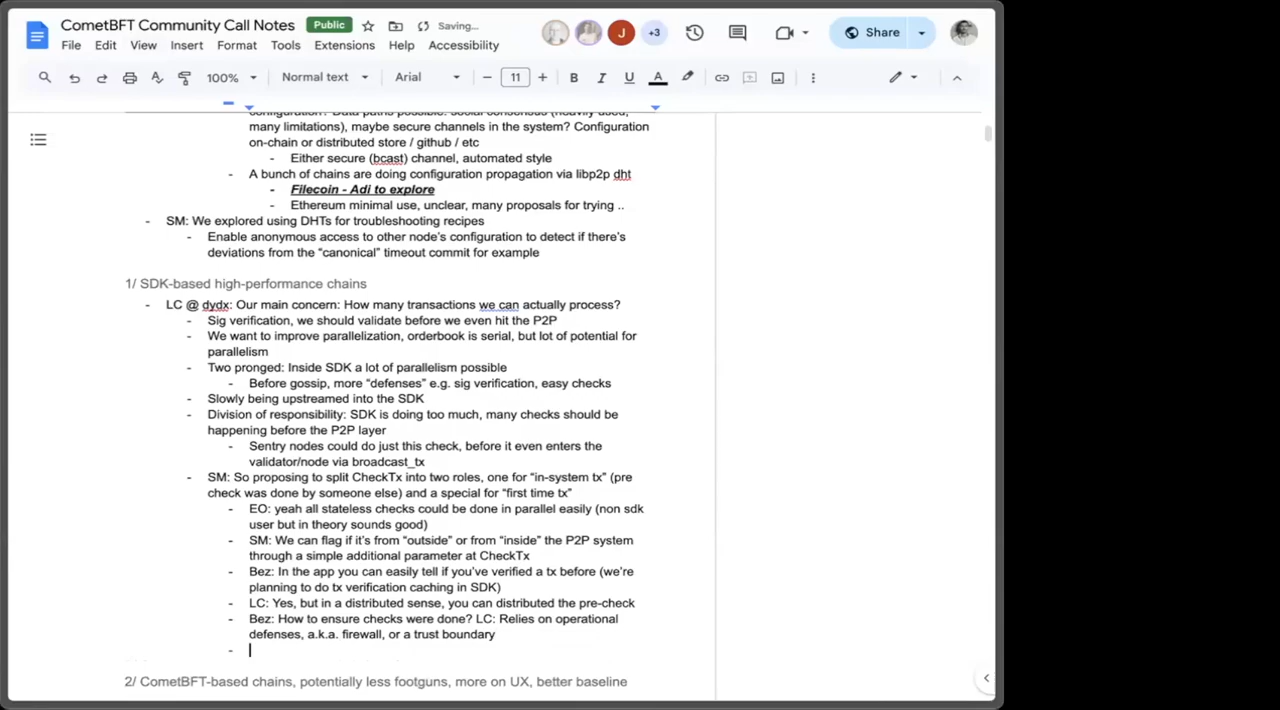 CometBFT Community Call Notes Public Saving...
File Edit View Insert Format Tools Extensions Help Accessibility
J +3 Share
100% Normal text Arial 11 B I U A
configuration? Data paths possible: social consensus (heavily used,
many limitations), maybe secure channels in the system? Configuration
on-chain or distributed store / github / etc
- Either secure (bcast) channel, automated style
- A bunch of chains are doing configuration propagation via libp2p dht
- Filecoin - Adi to explore
- Ethereum minimal use, unclear, many proposals for trying ..
- SM: We explored using DHTs for troubleshooting recipes
- Enable anonymous access to other node's configuration to detect if there's
deviations from the “canonical” timeout commit for example
1/ SDK-based high-performance chains
- LC @ dydx: Our main concern: How many transactions we can actually process?
- Sig verification, we should validate before we even hit the P2P
- We want to improve parallelization, orderbook is serial, but lot of potential for
parallelism
- Two pronged: Inside SDK a lot of parallelism possible
- Before gossip, more “defenses” e.g. sig verification, easy checks
- Slowly being upstreamed into the SDK
- Division of responsibility: SDK is doing too much, many checks should be
happening before the P2P layer
- Sentry nodes could do just this check, before it even enters the
validator/node via broadcast_tx
- SM: So proposing to split CheckTx into two roles, one for “in-system tx” (pre
check was done by someone else) and a special for “first time tx”
- EO: yeah all stateless checks could be done in parallel easily (non sdk
user but in theory sounds good)
- SM: We can flag if it's from “outside” or from “inside” the P2P system
through a simple additional parameter at CheckTx
- Bez: In the app you can easily tell if you've verified a tx before (we're
planning to do tx verification caching in SDK)
- LC: Yes, but in a distributed sense, you can distributed the pre-check
- Bez: How to ensure checks were done? LC: Relies on operational
defenses, a.k.a. firewall, or a trust boundary
-
2/ CometBFT-based chains, potentially less footguns, more on UX, better baseline